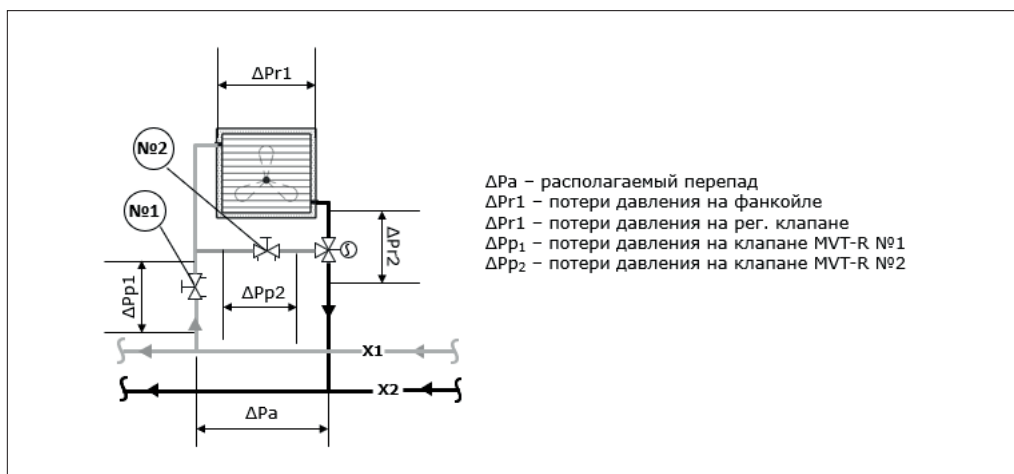 ΔPr1
№2
№1
ΔPr2
ΔPp1
ΔPp2
X1
X2
ΔPa
ΔPa – располагаемый перепад
ΔPr1 – потери давления на фанкойле
ΔPr1 – потери давления на рег. клапане
ΔPp₁ – потери давления на клапане MVT-R №1
ΔPp₂ – потери давления на клапане MVT-R №2